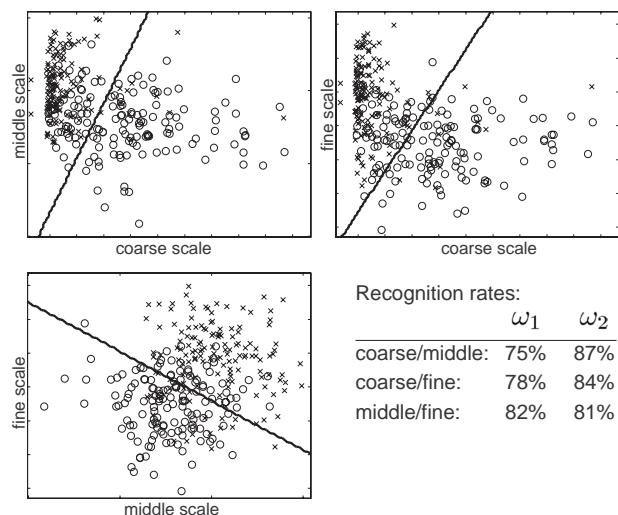 middle scale
coarse scale
fine scale
coarse scale
fine scale
middle scale
Recognition rates:
ω1 ω2
coarse/middle: 75% 87%
coarse/fine: 78% 84%
middle/fine: 82% 81%